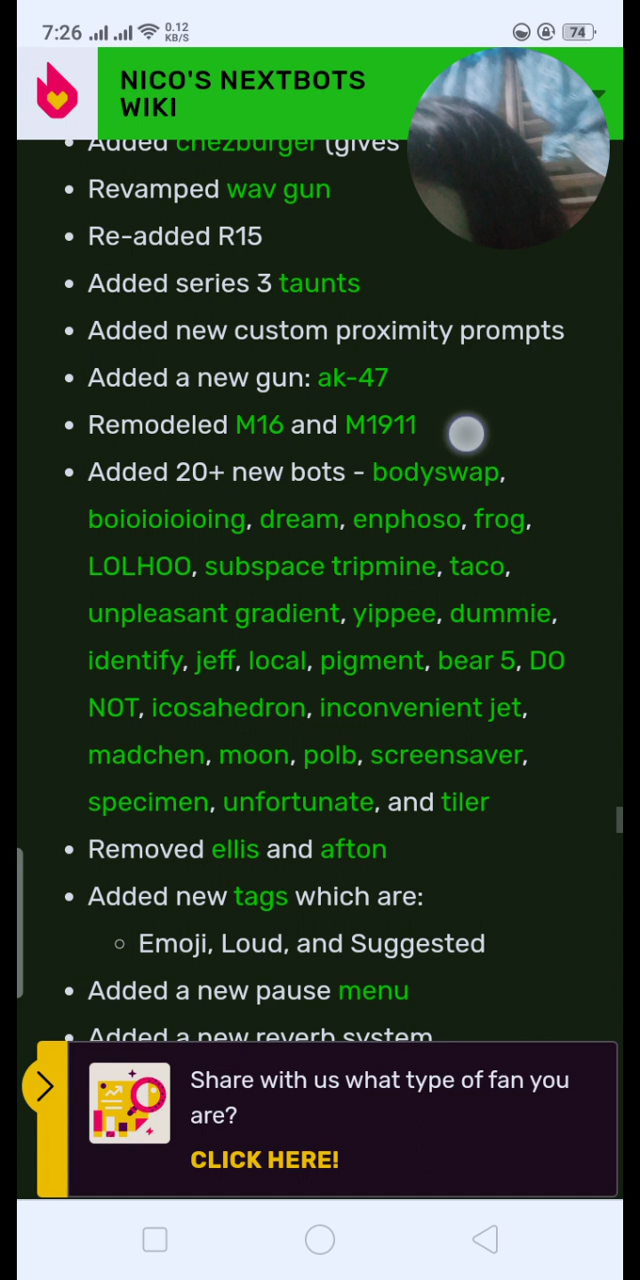 7:26 0.12 KB/S 74
NICO'S NEXTBOTS
WIKI
Added chezburger (gives
Revamped wav gun
Re-added R15
Added series 3 taunts
Added new custom proximity prompts
Added a new gun: ak-47
Remodeled M16 and M1911
Added 20+ new bots - bodyswap,
boioioioioing, dream, enphoso, frog,
LOLHOO, subspace tripmine, taco,
unpleasant gradient, yippee, dummie,
identify, jeff, local, pigment, bear 5, DO
NOT, icosahedron, inconvenient jet,
madchen, moon, polb, screensaver,
specimen, unfortunate, and tiler
Removed ellis and afton
Added new tags which are:
Emoji, Loud, and Suggested
Added a new pause menu
Added a new reverb system
Share with us what type of fan you
are?
CLICK HERE!